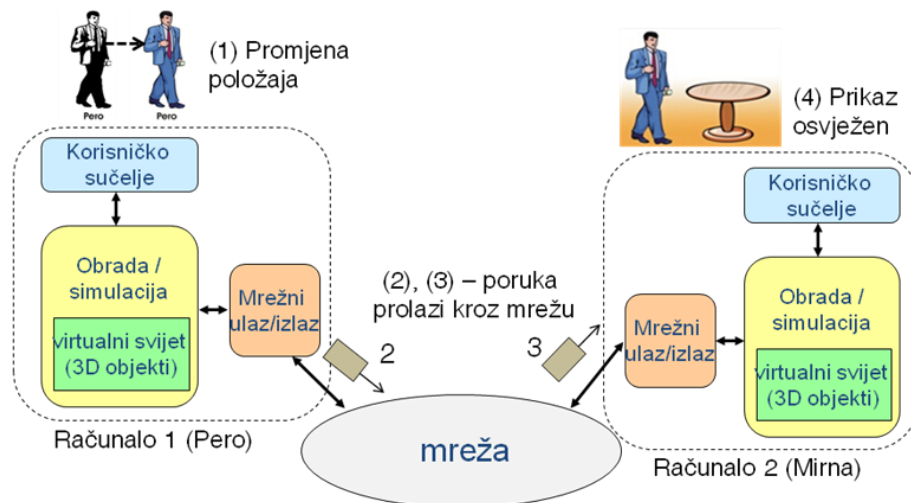 (1) Promjena
položaja
Pero
Pero
Korisničko
sučelje
Obrada /
simulacija
virtualni svijet
(3D objekti)
Mrežni
ulaz/izlaz
Računalo 1 (Pero)
(2), (3) – poruka
prolazi kroz mrežu
2
3
mreža
(4) Prikaz
osvježen
Korisničko
sučelje
Mrežni
ulaz/izlaz
Obrada /
simulacija
virtualni svijet
(3D objekti)
Računalo 2 (Mirna)